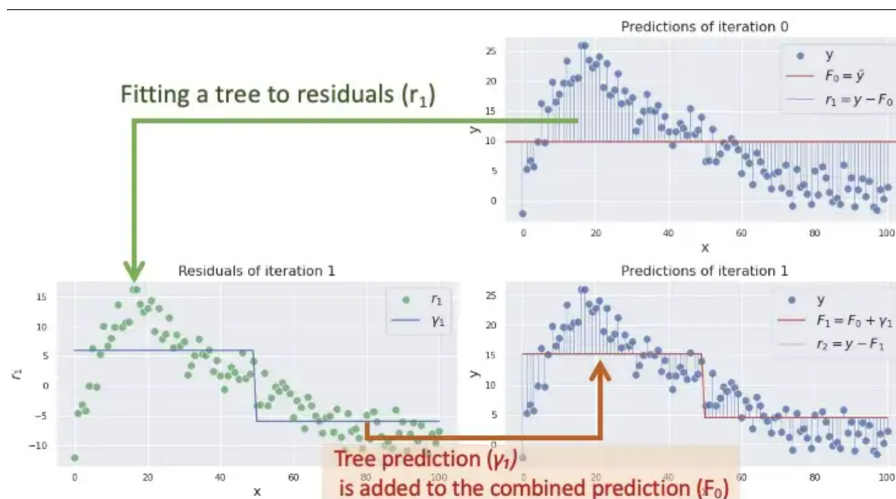 Predictions of iteration 0
Fitting a tree to residuals (r₁)
y
F₀ = ȳ
r₁ = y − F₀
25
20
15
10
5
0
y
0 20 40 60 80 100
x
Residuals of iteration 1
r₁
γ₁
15
10
5
0
−5
−10
r₁
0 20 40 60 80 100
x
Predictions of iteration 1
y
F₁ = F₀ + γ₁
r₂ = y − F₁
25
20
15
10
5
0
y
0 20 40 60 80 100
x
Tree prediction (γ₁)
is added to the combined prediction (F₀)